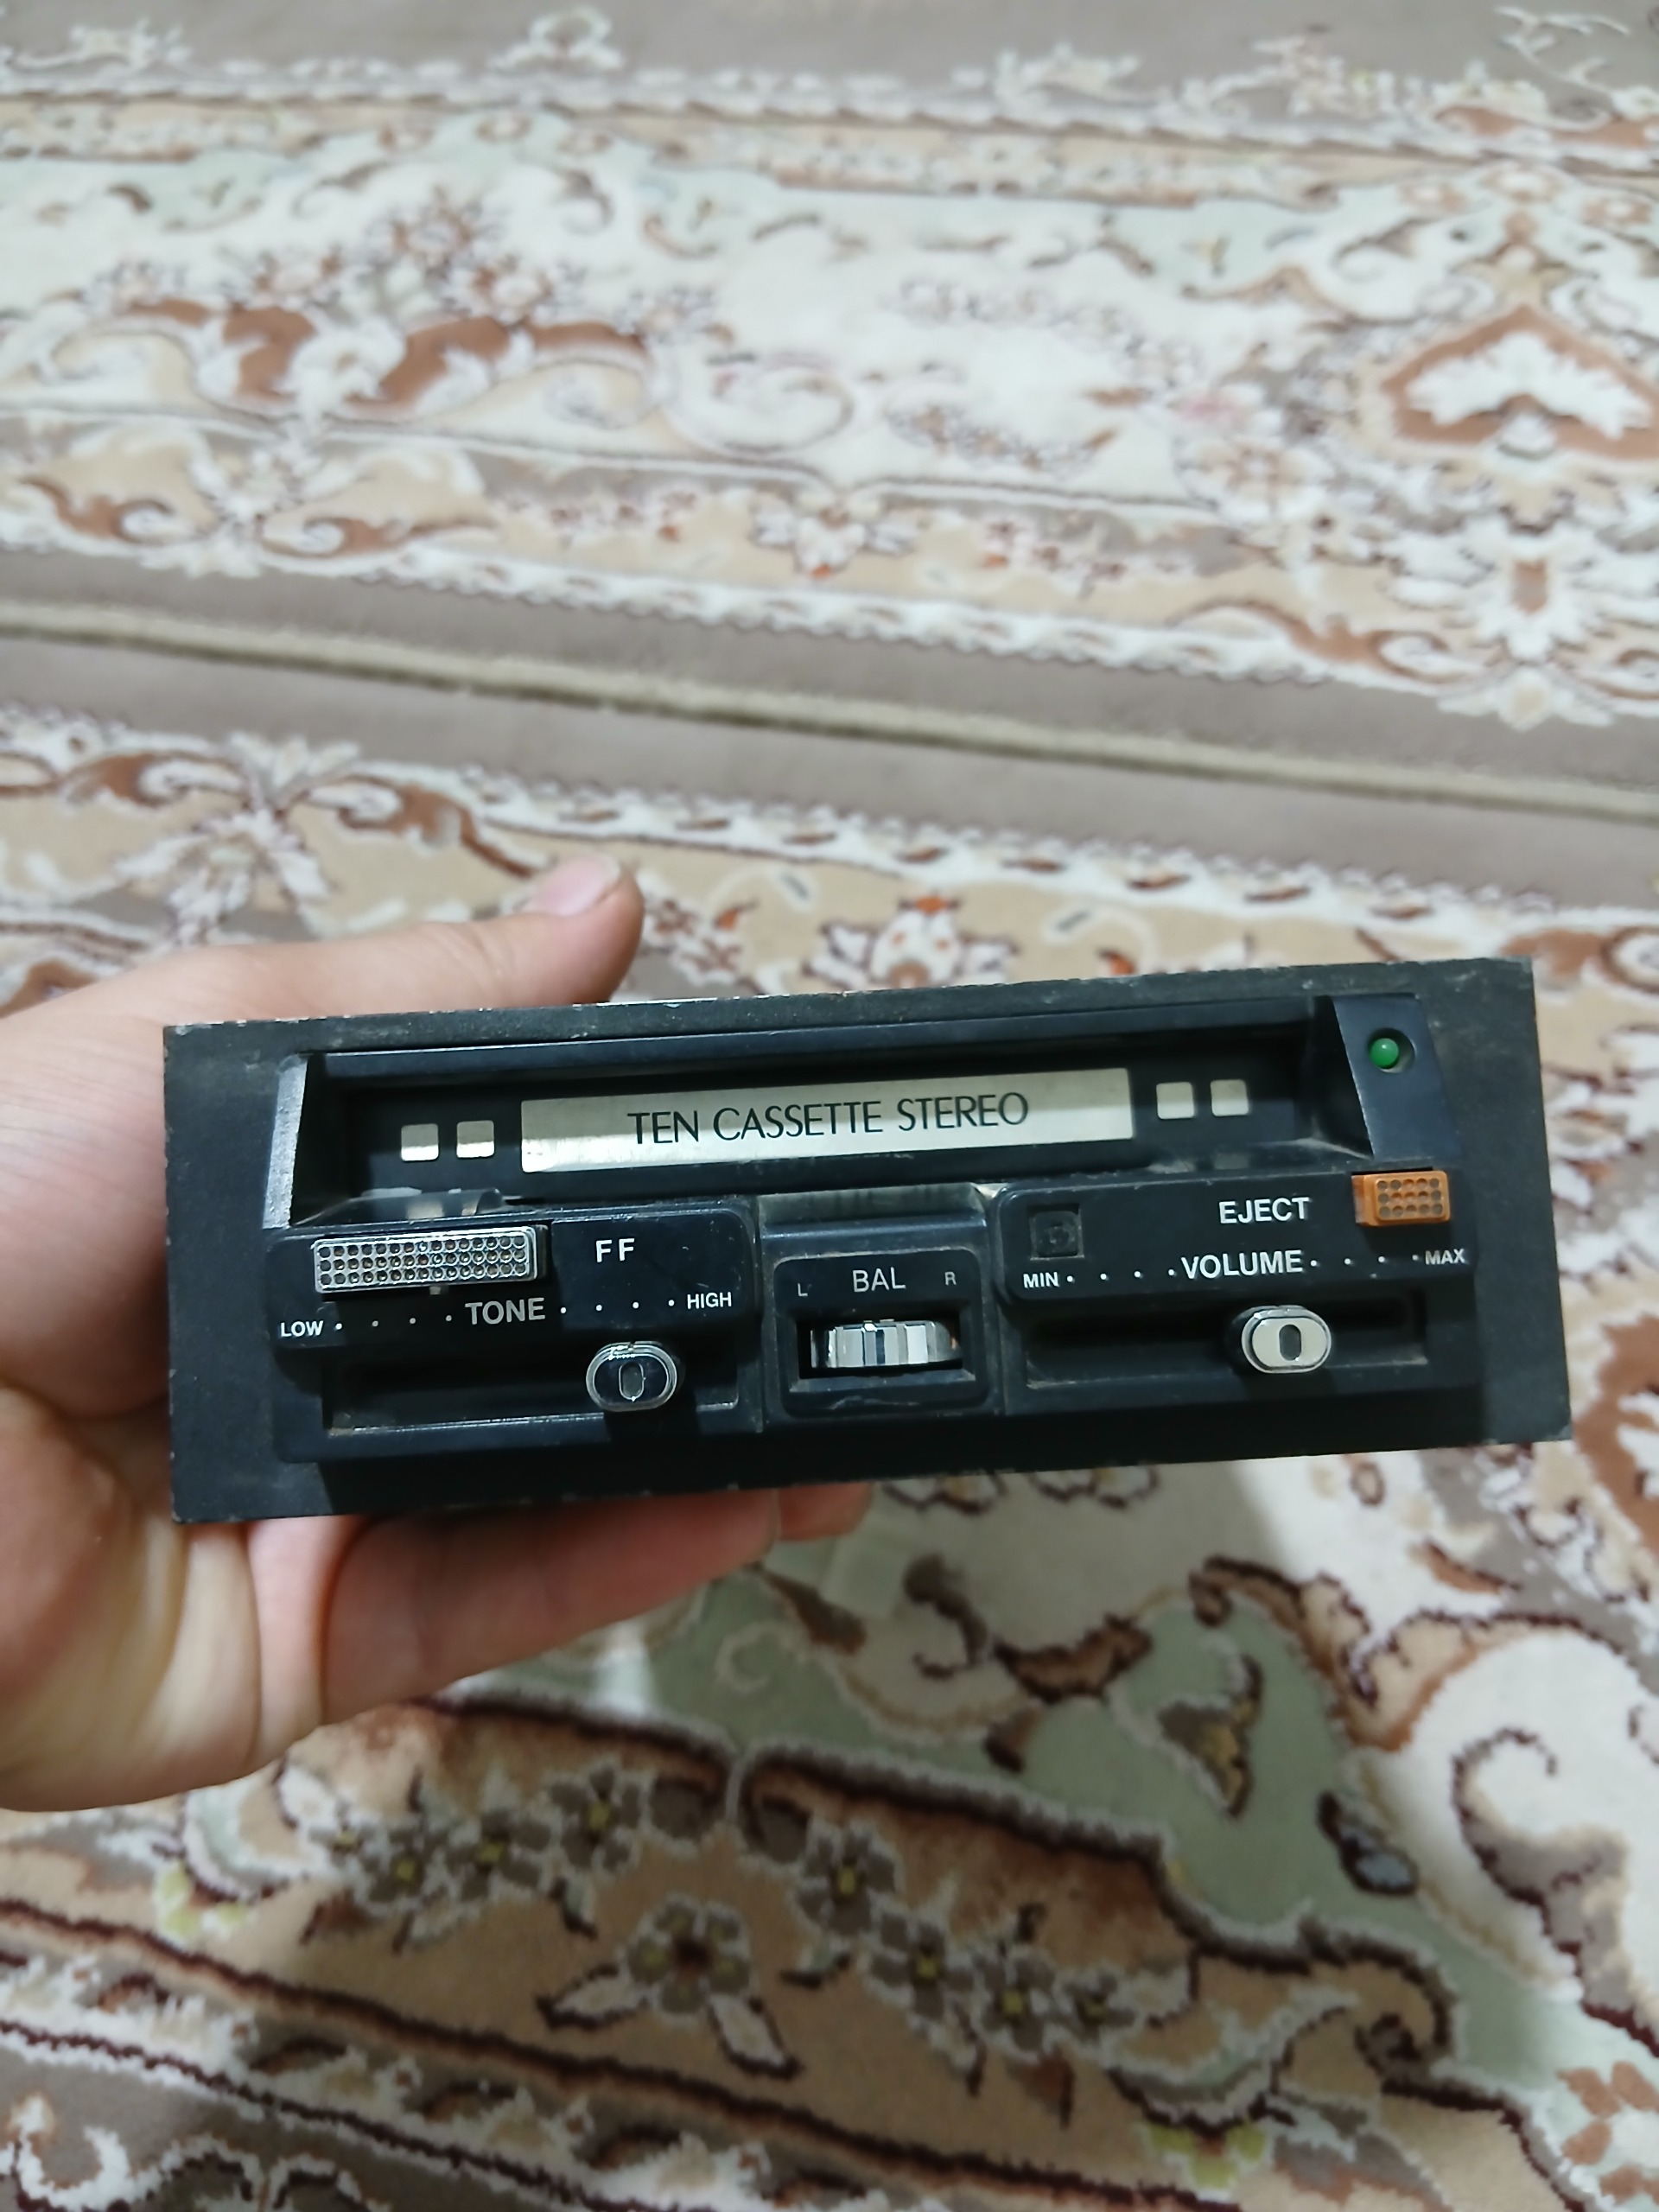 TEN CASSETTE STEREO
FF
EJECT
LOW TONE HIGH
L BAL R
MIN VOLUME MAX